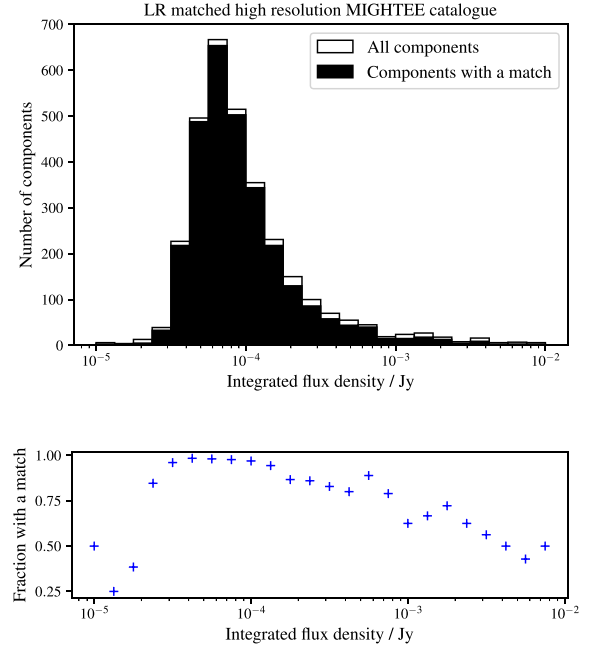 LR matched high resolution MIGHTEE catalogue
700
600
500
400
300
200
100
0
Number of components
All components
Components with a match
10⁻⁵
10⁻⁴
10⁻³
10⁻²
Integrated flux density / Jy
1.00
0.75
0.50
0.25
Fraction with a match
10⁻⁵
10⁻⁴
10⁻³
10⁻²
Integrated flux density / Jy